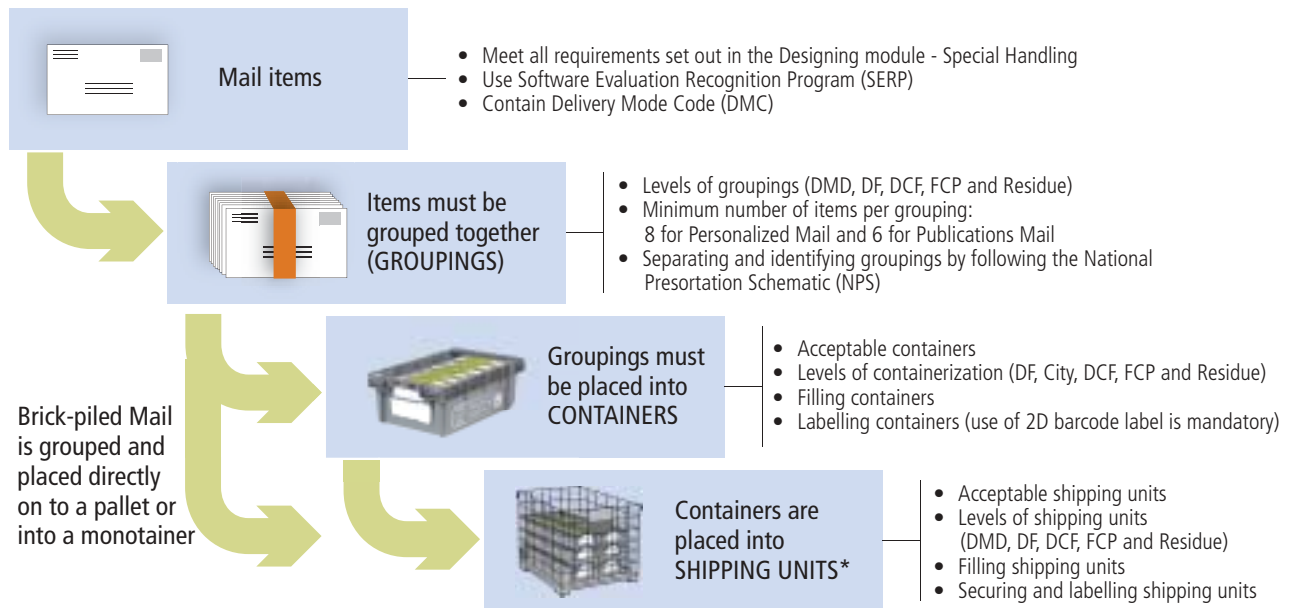 Mail items
• Meet all requirements set out in the Designing module - Special Handling
• Use Software Evaluation Recognition Program (SERP)
• Contain Delivery Mode Code (DMC)
Items must be
grouped together
(GROUPINGS)
• Levels of groupings (DMD, DF, DCF, FCP and Residue)
• Minimum number of items per grouping:
8 for Personalized Mail and 6 for Publications Mail
• Separating and identifying groupings by following the National
Presortation Schematic (NPS)
Groupings must
be placed into
CONTAINERS
• Acceptable containers
• Levels of containerization (DF, City, DCF, FCP and Residue)
• Filling containers
• Labelling containers (use of 2D barcode label is mandatory)
Brick-piled Mail
is grouped and
placed directly
on to a pallet or
into a monotainer
Containers are
placed into
SHIPPING UNITS*
• Acceptable shipping units
• Levels of shipping units
(DMD, DF, DCF, FCP and Residue)
• Filling shipping units
• Securing and labelling shipping units